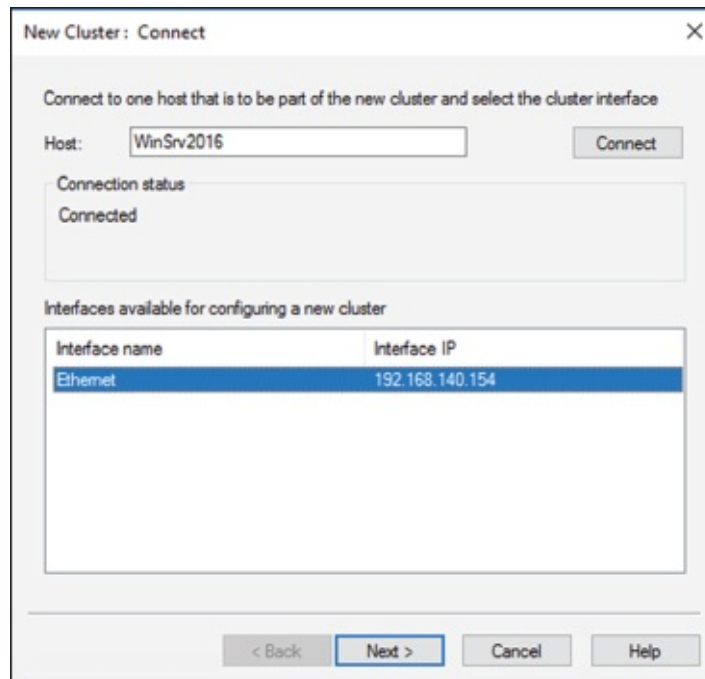 New Cluster : Connect
Connect to one host that is to be part of the new cluster and select the cluster interface
Host: WinSrv2016 Connect
Connection status
Connected
Interfaces available for configuring a new cluster
Interface name Interface IP
Ethernet 192.168.140.154
< Back Next > Cancel Help